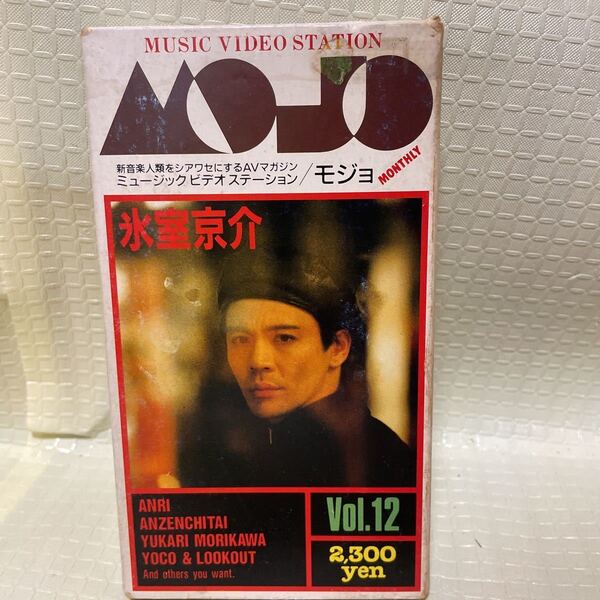 MUSIC VIDEO STATION
MOJO
新音楽人類をシアワセにするAVマガジン
ミュージック ビデオ ステーション／モジョ
MONTHLY
氷室京介
ANRI
ANZENCHITAI
YUKARI MORIKAWA
YOCO & LOOKOUT
And others you want.
Vol.12
2,300
yen